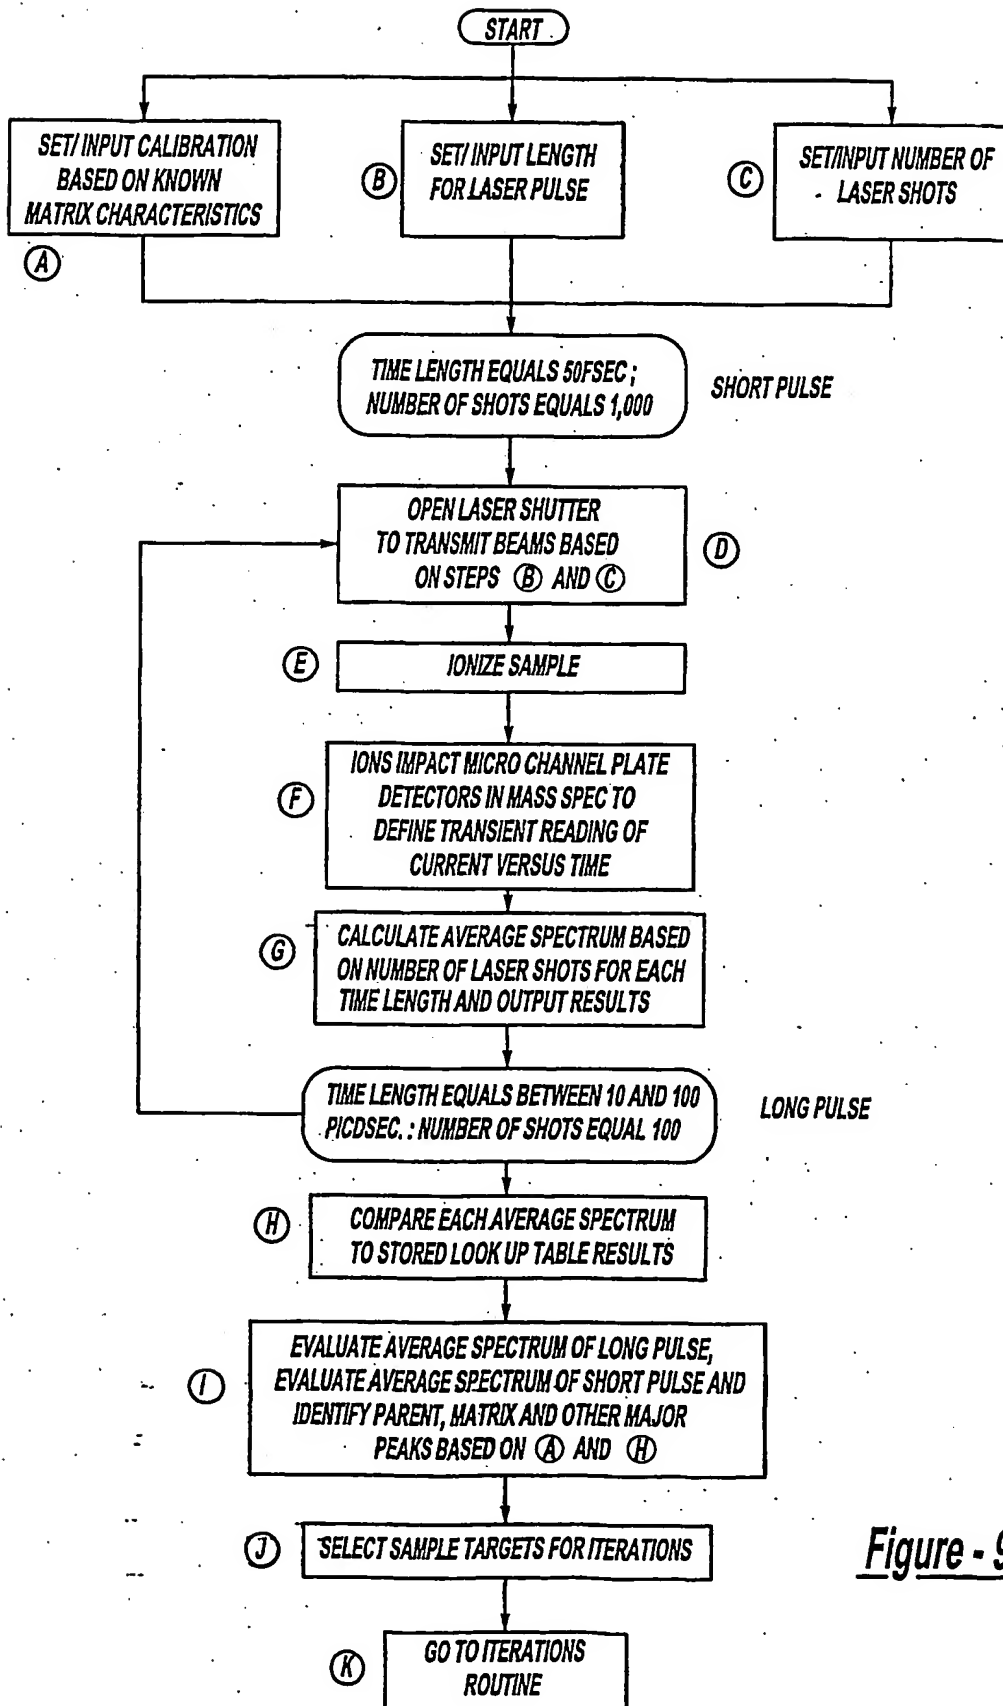 START
SET/INPUT CALIBRATION
BASED ON KNOWN
MATRIX CHARACTERISTICS
A
B
SET/INPUT LENGTH
FOR LASER PULSE
C
SET/INPUT NUMBER OF
LASER SHOTS
TIME LENGTH EQUALS 50FSEC;
NUMBER OF SHOTS EQUALS 1,000
SHORT PULSE
OPEN LASER SHUTTER
TO TRANSMIT BEAMS BASED
ON STEPS B AND C
D
E
IONIZE SAMPLE
F
IONS IMPACT MICRO CHANNEL PLATE
DETECTORS IN MASS SPEC TO
DEFINE TRANSIENT READING OF
CURRENT VERSUS TIME
G
CALCULATE AVERAGE SPECTRUM BASED
ON NUMBER OF LASER SHOTS FOR EACH
TIME LENGTH AND OUTPUT RESULTS
TIME LENGTH EQUALS BETWEEN 10 AND 100
PICDSEC.: NUMBER OF SHOTS EQUAL 100
LONG PULSE
H
COMPARE EACH AVERAGE SPECTRUM
TO STORED LOOK UP TABLE RESULTS
I
EVALUATE AVERAGE SPECTRUM OF LONG PULSE,
EVALUATE AVERAGE SPECTRUM OF SHORT PULSE AND
IDENTIFY PARENT, MATRIX AND OTHER MAJOR
PEAKS BASED ON A AND H
J
SELECT SAMPLE TARGETS FOR ITERATIONS
Figure - 9
K
GO TO ITERATIONS
ROUTINE